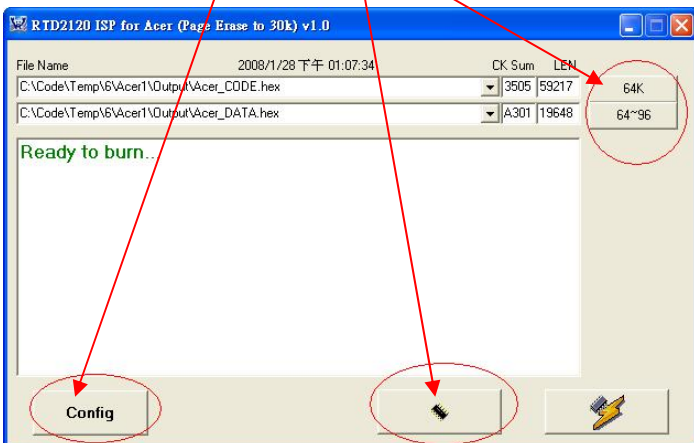 RTD2120 ISP for Acer (Page Erase to 30k) v1.0
File Name 2008/1/28 下午 01:07:34 CK Sum LEN
C:\Code\Temp\6\Acer1\Output\Acer_CODE.hex 3505 59217 64K
C:\Code\Temp\6\Acer1\Output\Acer_DATA.hex A301 19648 64~96
Ready to burn...
Config